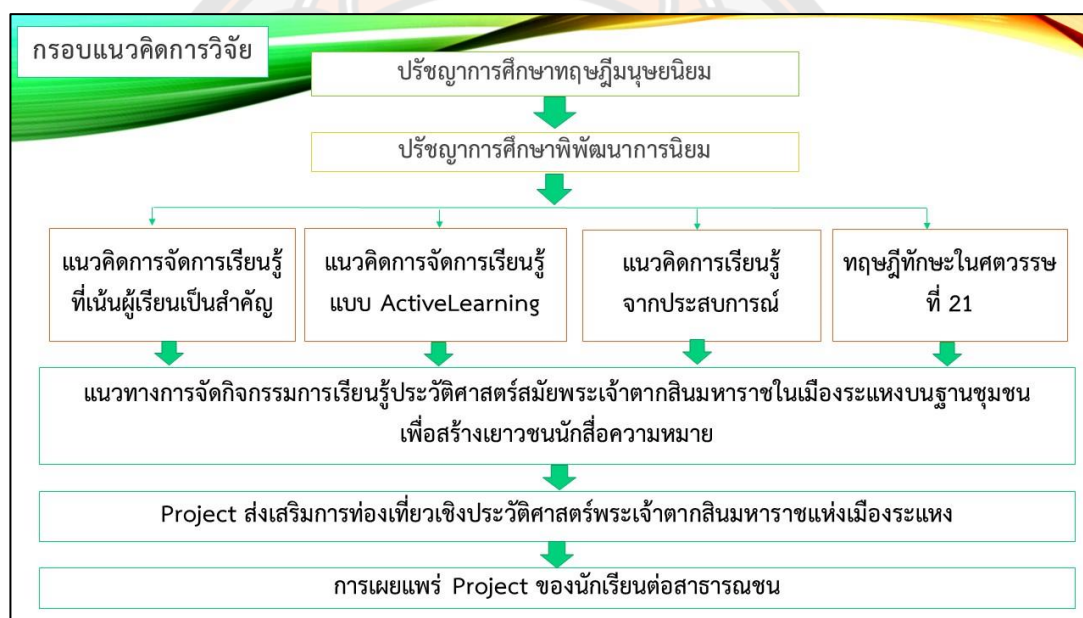 กรอบแนวคิดการวิจัย
ปรัชญาการศึกษาทฤษฎีมนุษยนิยม
ปรัชญาการศึกษาพิพัฒนาการนิยม
แนวคิดการจัดการเรียนรู้
ที่เน้นผู้เรียนเป็นสำคัญ
แนวคิดการจัดการเรียนรู้
แบบ ActiveLearning
แนวคิดการเรียนรู้
จากประสบการณ์
ทฤษฎีทักษะในศตวรรษ
ที่ 21
แนวทางการจัดกิจกรรมการเรียนรู้ประวัติศาสตร์สมัยพระเจ้าตากสินมหาราชในเมืองระแหงบนฐานชุมชน
เพื่อสร้างเยาวชนนักสื่อความหมาย
Project ส่งเสริมการท่องเที่ยวเชิงประวัติศาสตร์พระเจ้าตากสินมหาราชแห่งเมืองระแหง
การเผยแพร่ Project ของนักเรียนต่อสาธารณชน